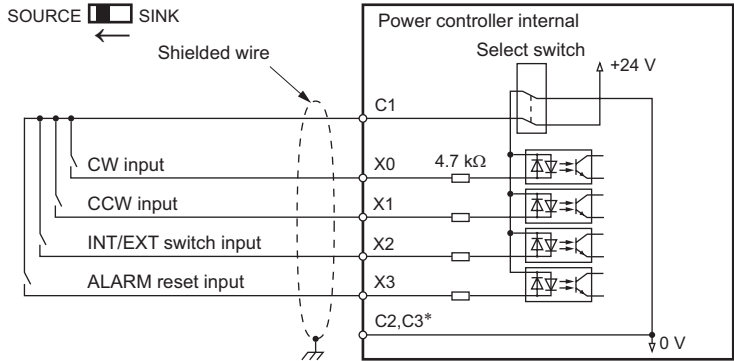 SOURCE SINK
Power controller internal
Select switch
+24 V
Shielded wire
C1
CW input
X0
4.7 kΩ
CCW input
X1
INT/EXT switch input
X2
ALARM reset input
X3
C2,C3*
0 V